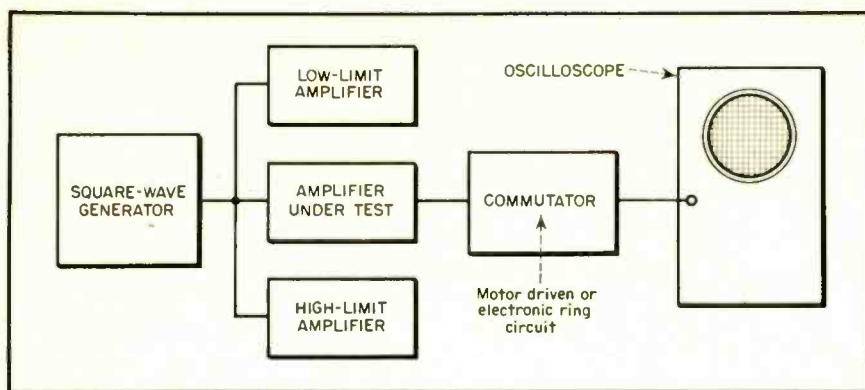 LOW-LIMIT
AMPLIFIER
OSCILLOSCOPE
SQUARE-WAVE
GENERATOR
AMPLIFIER
UNDER TEST
COMMUTATOR
HIGH-LIMIT
AMPLIFIER
Motor driven or
electronic ring
circuit